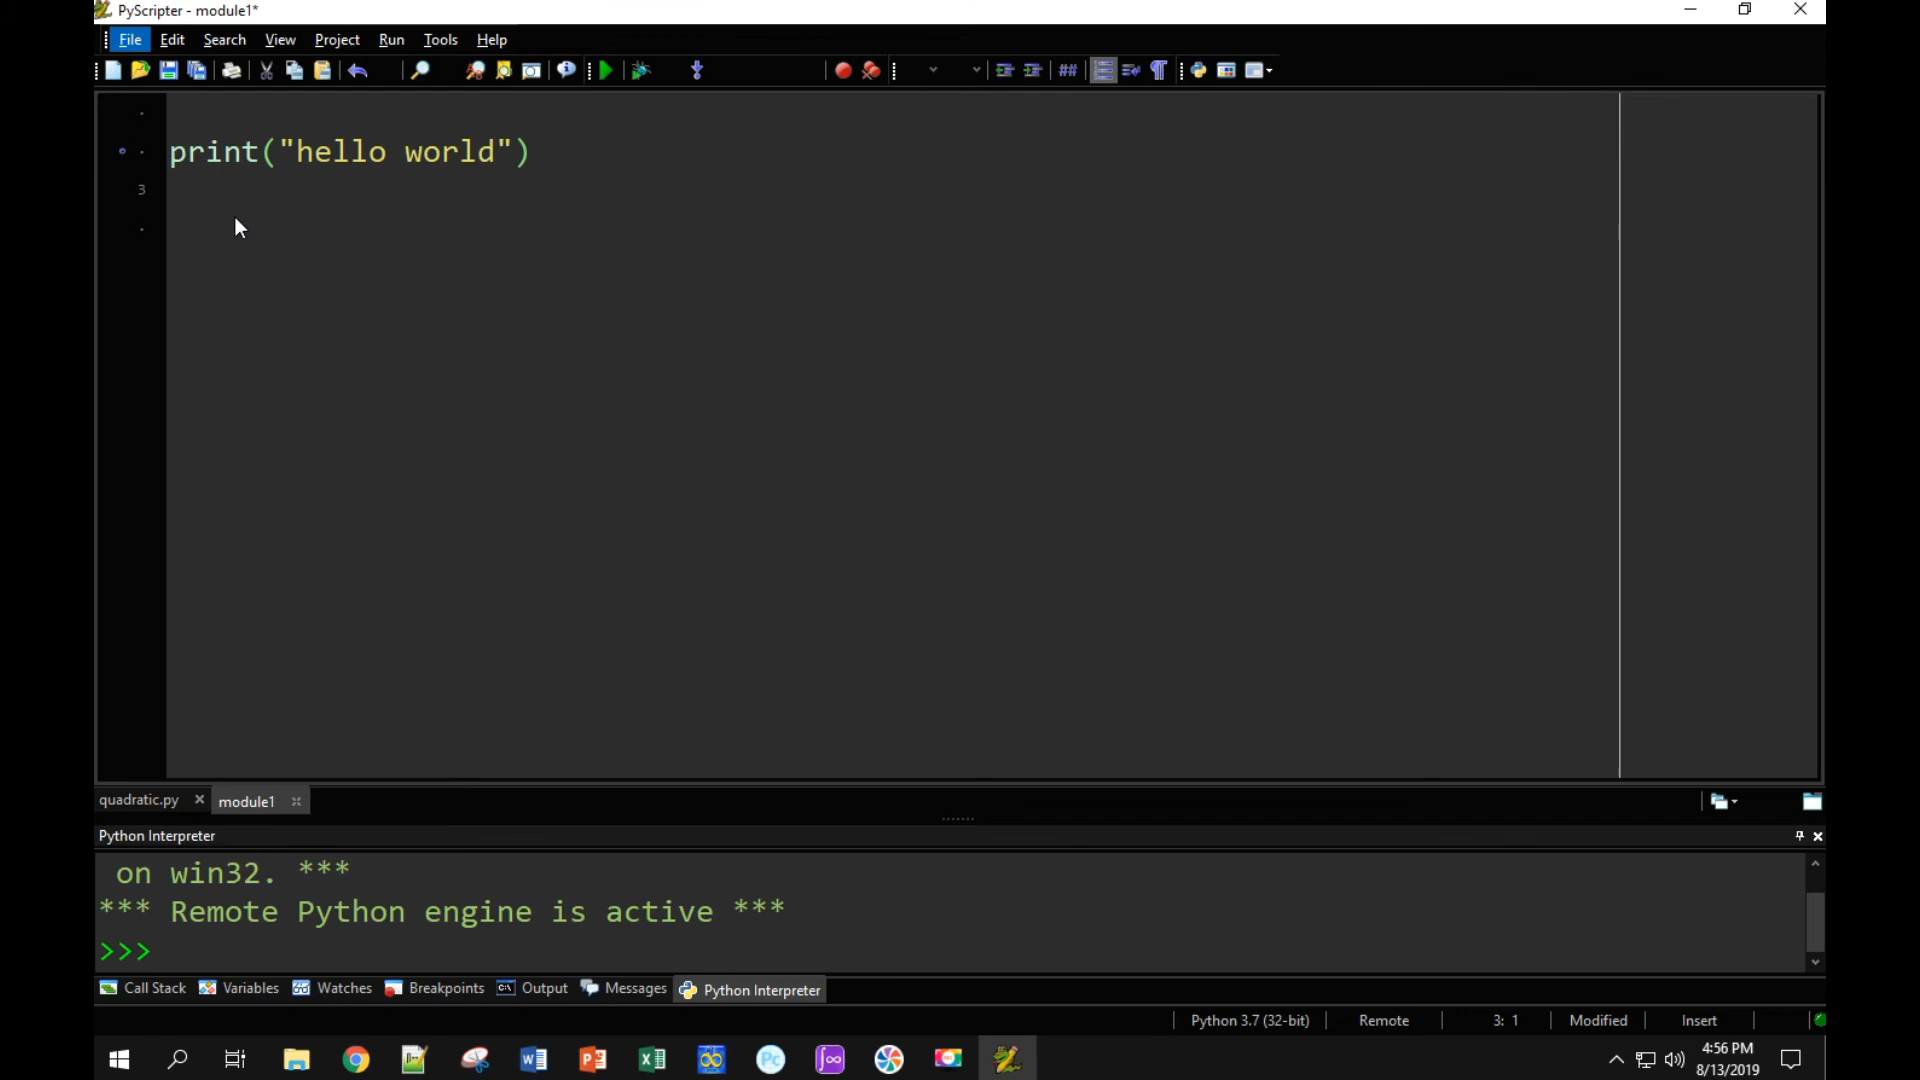 PyScripter - module1*
File Edit Search View Project Run Tools Help
##
print("hello world")
3
quadratic.py module1
Python Interpreter
on win32. ***
*** Remote Python engine is active ***
>>>
Call Stack Variables Watches Breakpoints Output Messages Python Interpreter
Python 3.7 (32-bit) Remote 3: 1 Modified Insert
4:56 PM
8/13/2019